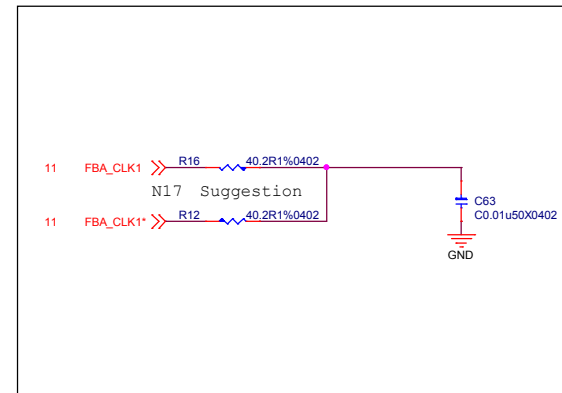 11 FBA_CLK1 R16 40.2R1%0402
N17 Suggestion
11 FBA_CLK1* R12 40.2R1%0402
C63
C0.01u50X0402
GND